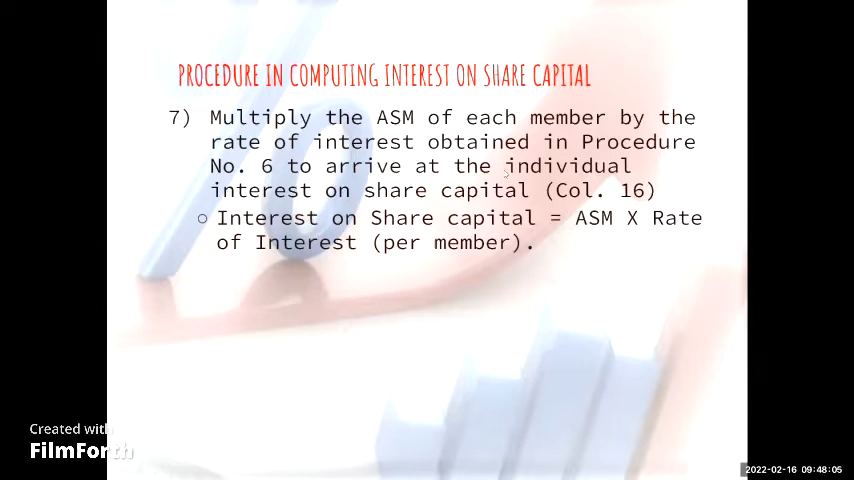 PROCEDURE IN COMPUTING INTEREST ON SHARE CAPITAL
7) Multiply the ASM of each member by the
rate of interest obtained in Procedure
No. 6 to arrive at the individual
interest on share capital (Col. 16)
○ Interest on Share capital = ASM X Rate
of Interest (per member).
Created with
FilmForth
2022-02-16 09:48:05